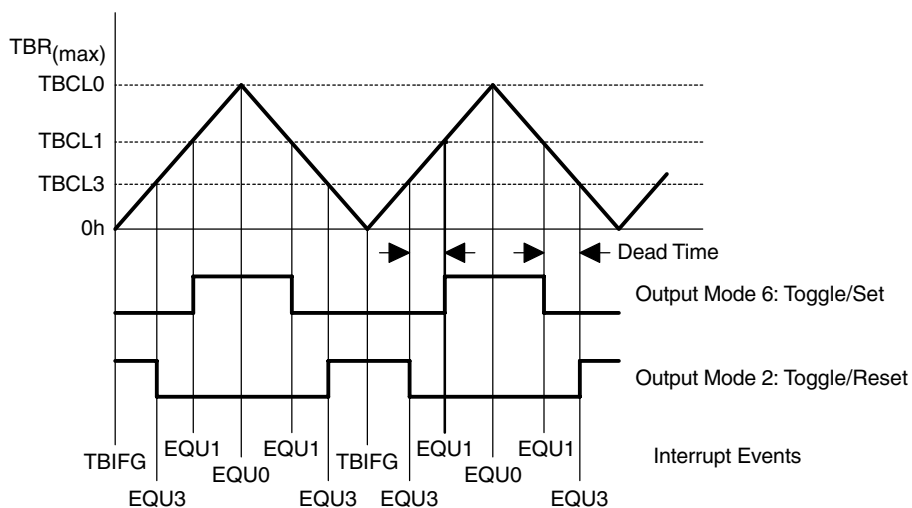 TBR(max)
TBCL0
TBCL1
TBCL3
0h
Dead Time
Output Mode 6: Toggle/Set
Output Mode 2: Toggle/Reset
TBIFG EQU1 EQU1 TBIFG EQU1 EQU1 Interrupt Events
EQU3 EQU0 EQU3 EQU3 EQU0 EQU3